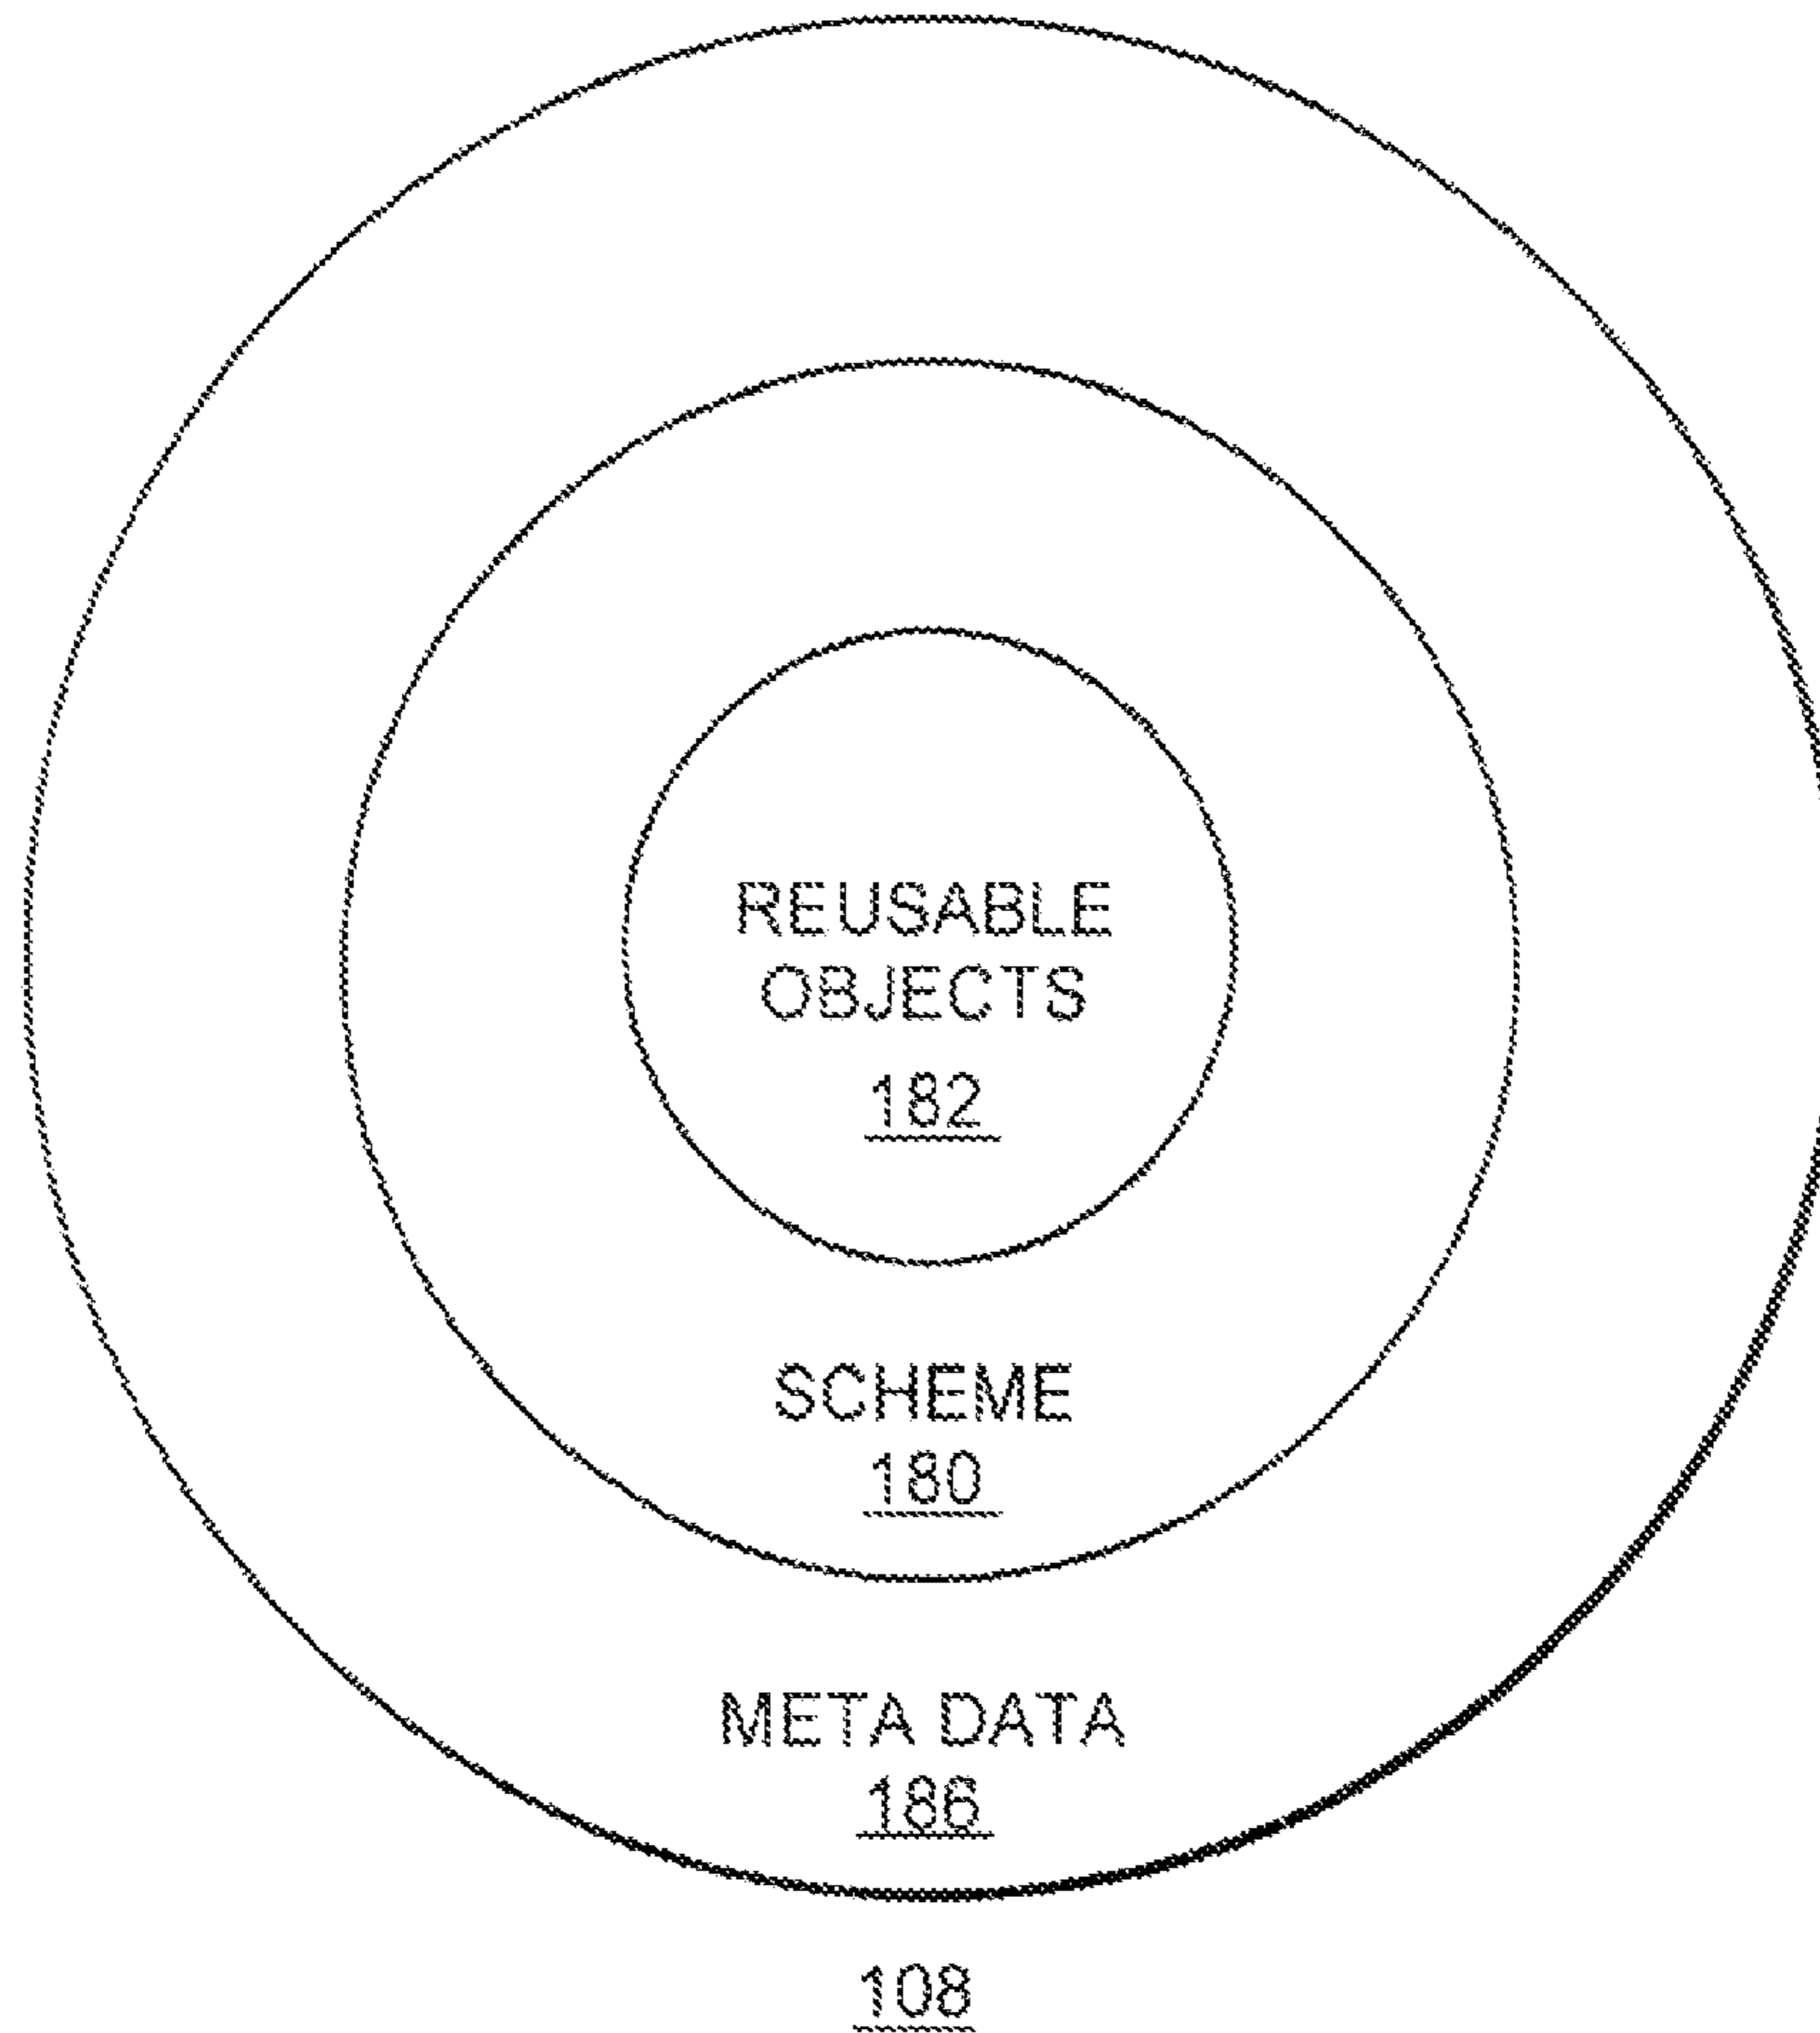 REUSABLE
OBJECTS
182
SCHEME
180
META DATA
186
108